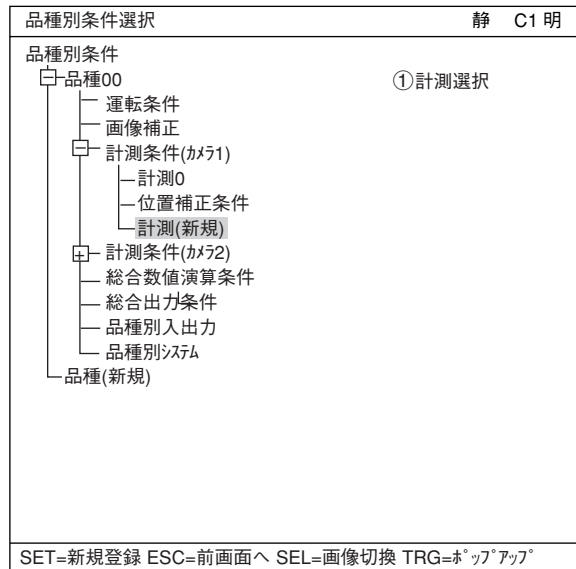 品種別条件選択 静 C1 明
品種別条件
品種00 ①計測選択
運転条件
画像補正
計測条件(ｶﾒﾗ1)
計測0
位置補正条件
計測(新規)
計測条件(ｶﾒﾗ2)
総合数値演算条件
総合出力条件
品種別入出力
品種別ｼｽﾃﾑ
品種(新規)
SET=新規登録 ESC=前画面へ SEL=画像切換 TRG=ﾎﾟｯﾌﾟｱｯﾌﾟ